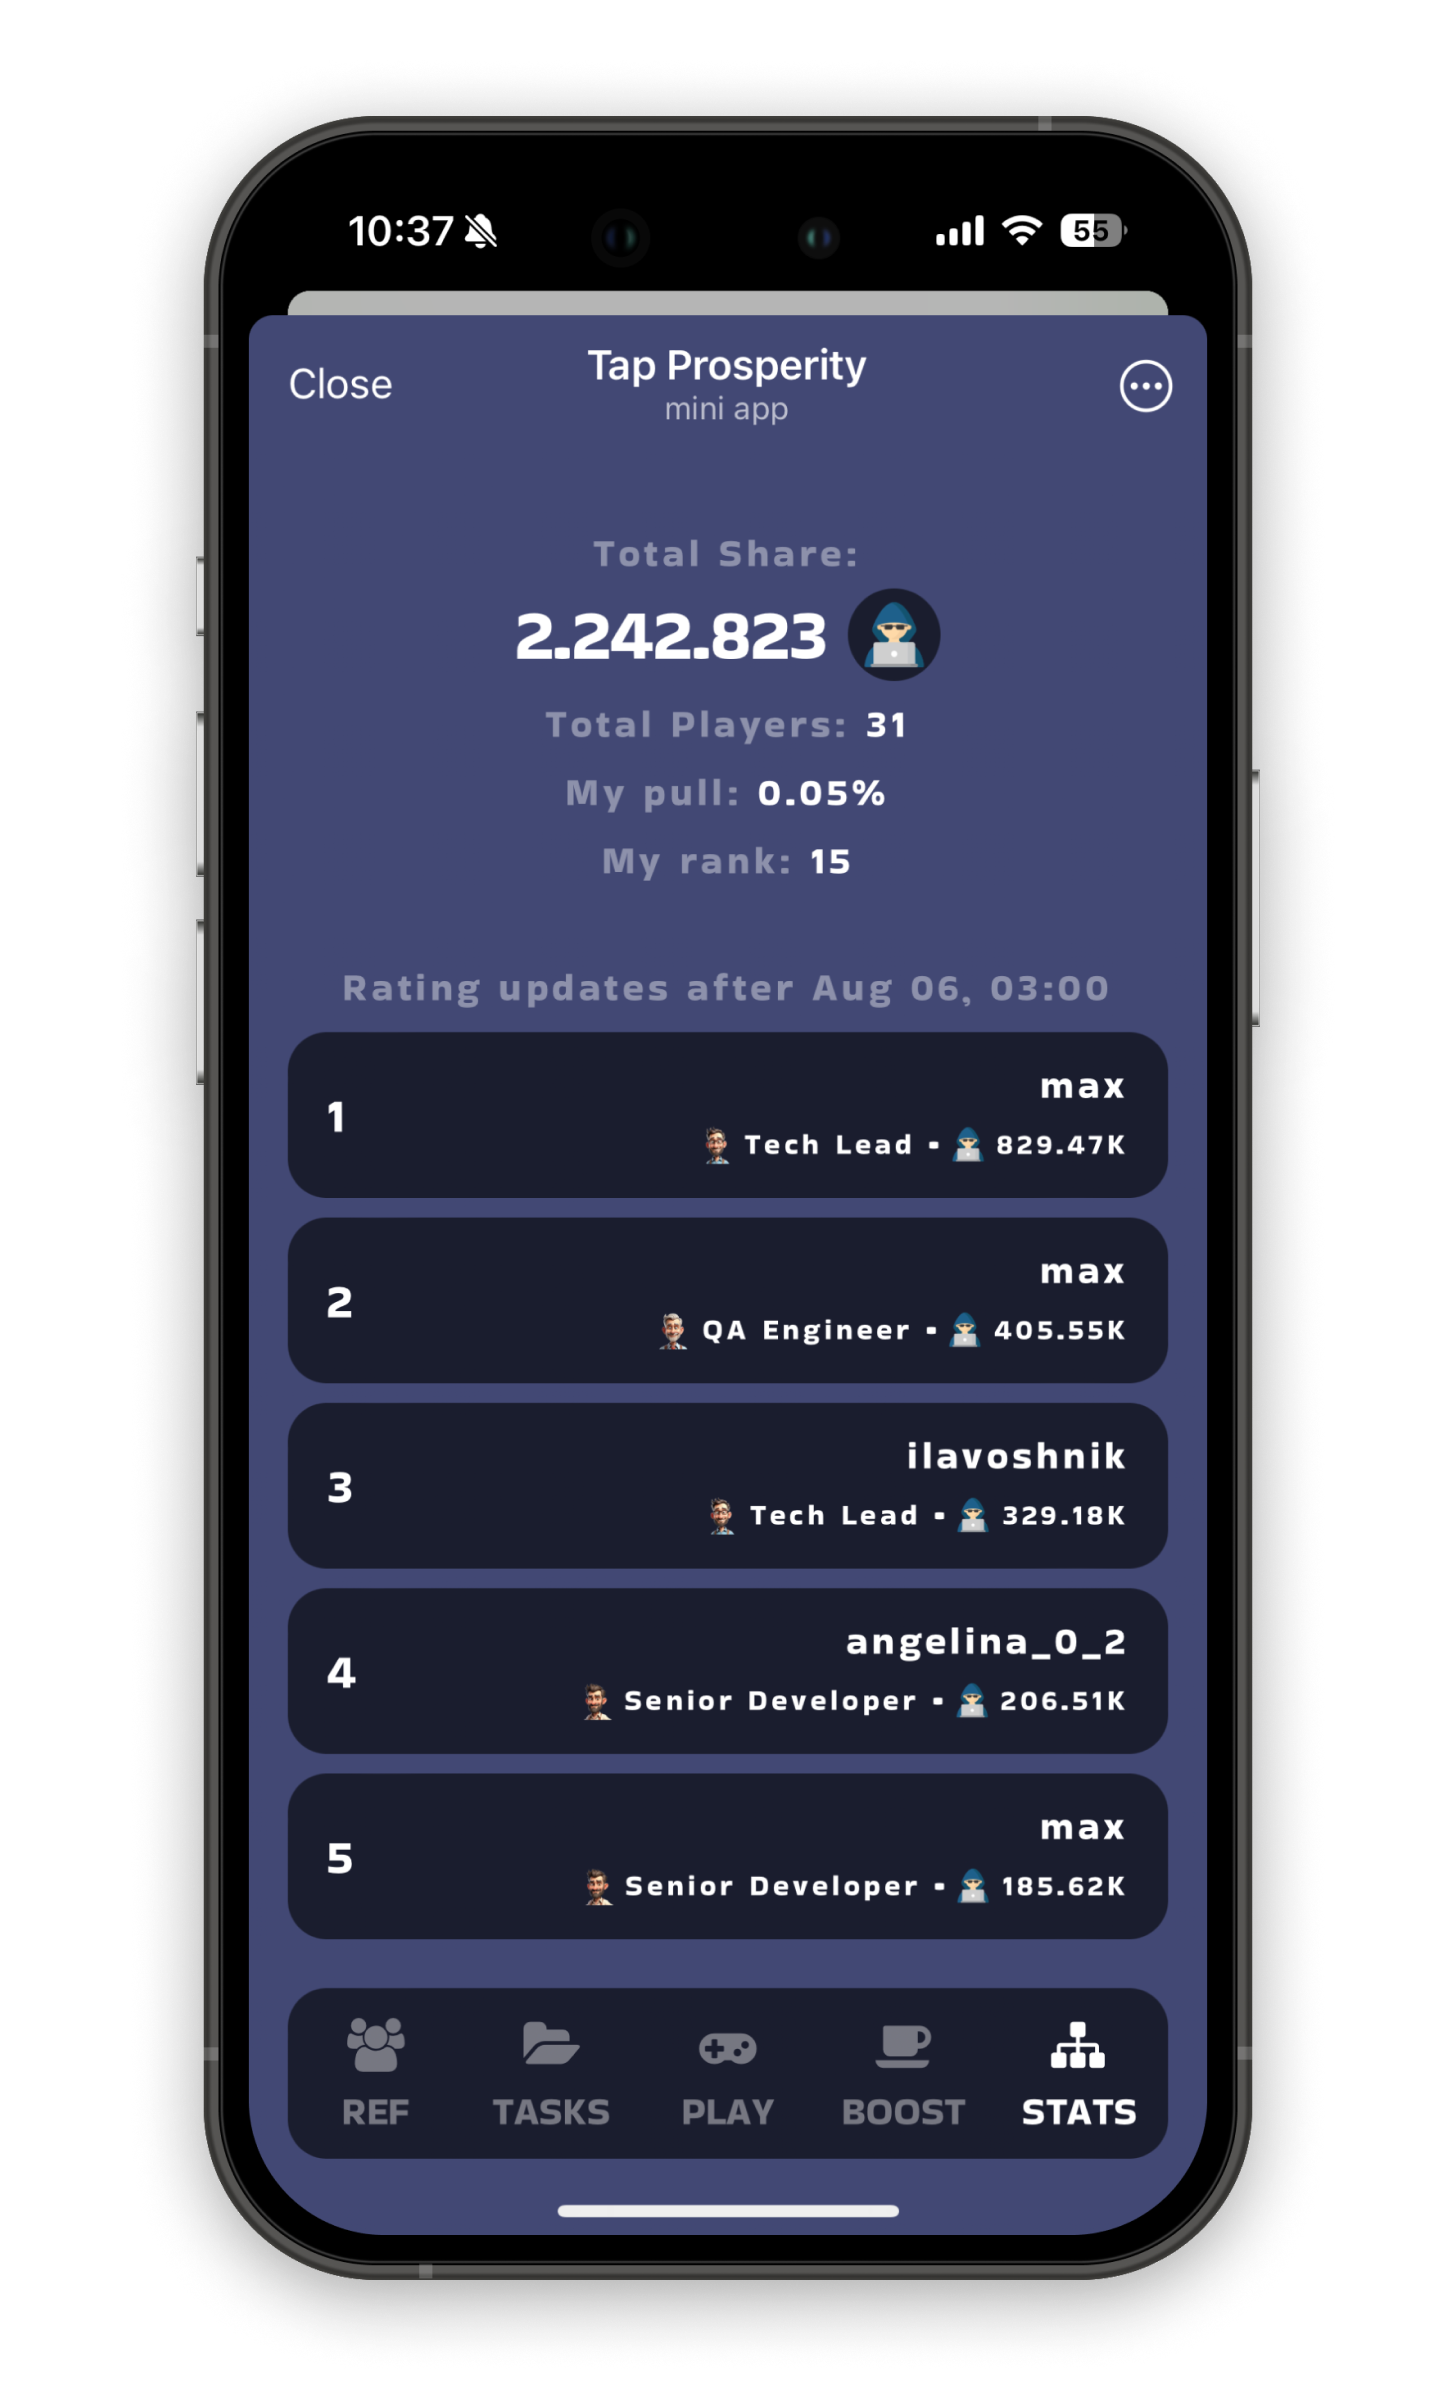 10:37
55
Close
Tap Prosperity
mini app
Total Share:
2.242.823
Total Players: 31
My pull: 0.05%
My rank: 15
Rating updates after Aug 06, 03:00
1
max
Tech Lead - 829.47K
2
max
QA Engineer - 405.55K
3
ilavoshnik
Tech Lead - 329.18K
4
angelina_0_2
Senior Developer - 206.51K
5
max
Senior Developer - 185.62K
REF TASKS PLAY BOOST STATS